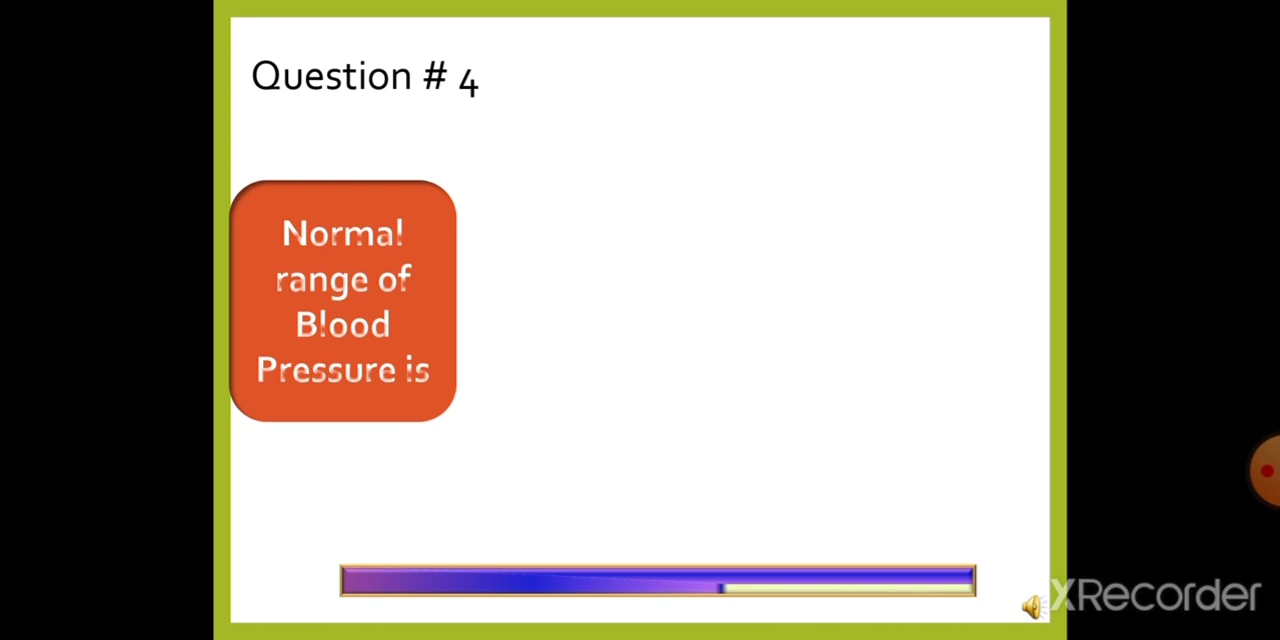 Question # 4
Normal
range of
Blood
Pressure is
XRecorder